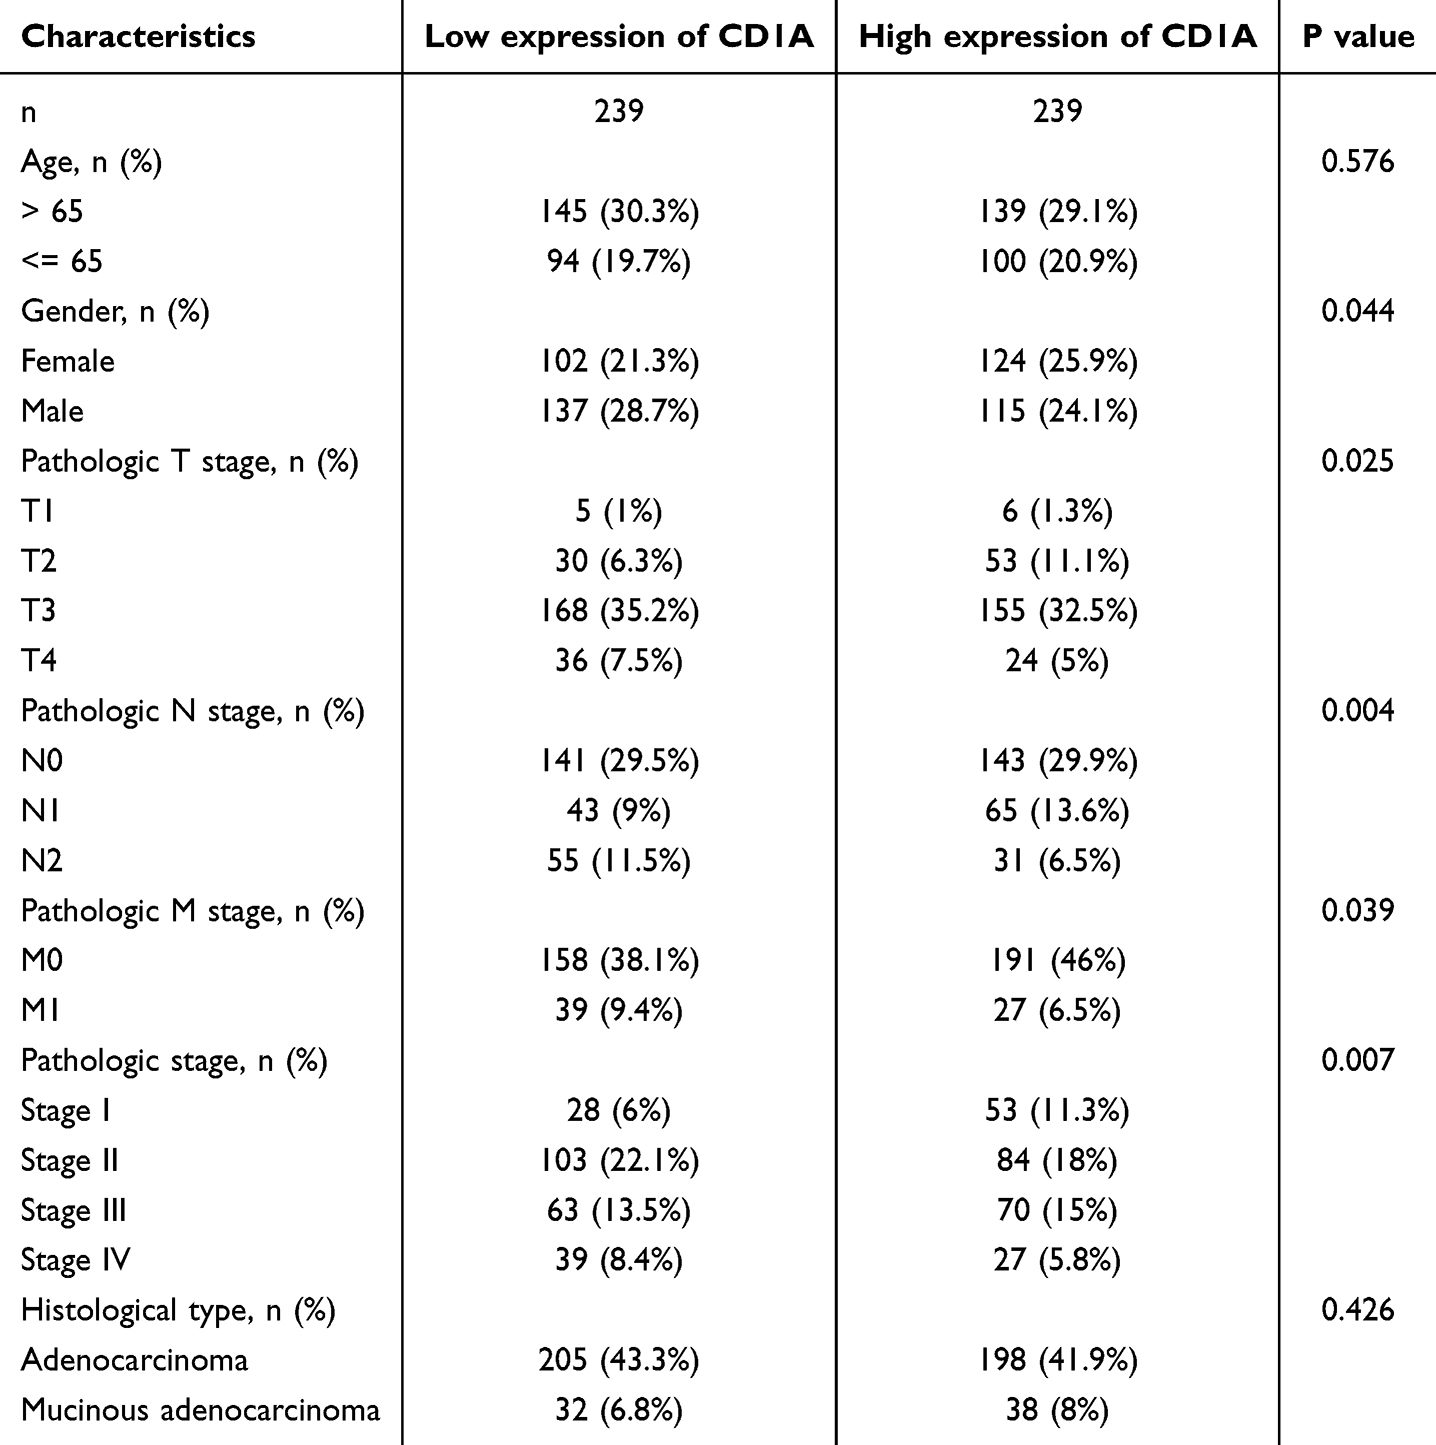 Characteristics Low expression of CD1A High expression of CD1A P value
n 239 239
Age, n (%) 0.576
> 65 145 (30.3%) 139 (29.1%)
<= 65 94 (19.7%) 100 (20.9%)
Gender, n (%) 0.044
Female 102 (21.3%) 124 (25.9%)
Male 137 (28.7%) 115 (24.1%)
Pathologic T stage, n (%) 0.025
T1 5 (1%) 6 (1.3%)
T2 30 (6.3%) 53 (11.1%)
T3 168 (35.2%) 155 (32.5%)
T4 36 (7.5%) 24 (5%)
Pathologic N stage, n (%) 0.004
N0 141 (29.5%) 143 (29.9%)
N1 43 (9%) 65 (13.6%)
N2 55 (11.5%) 31 (6.5%)
Pathologic M stage, n (%) 0.039
M0 158 (38.1%) 191 (46%)
M1 39 (9.4%) 27 (6.5%)
Pathologic stage, n (%) 0.007
Stage I 28 (6%) 53 (11.3%)
Stage II 103 (22.1%) 84 (18%)
Stage III 63 (13.5%) 70 (15%)
Stage IV 39 (8.4%) 27 (5.8%)
Histological type, n (%) 0.426
Adenocarcinoma 205 (43.3%) 198 (41.9%)
Mucinous adenocarcinoma 32 (6.8%) 38 (8%)